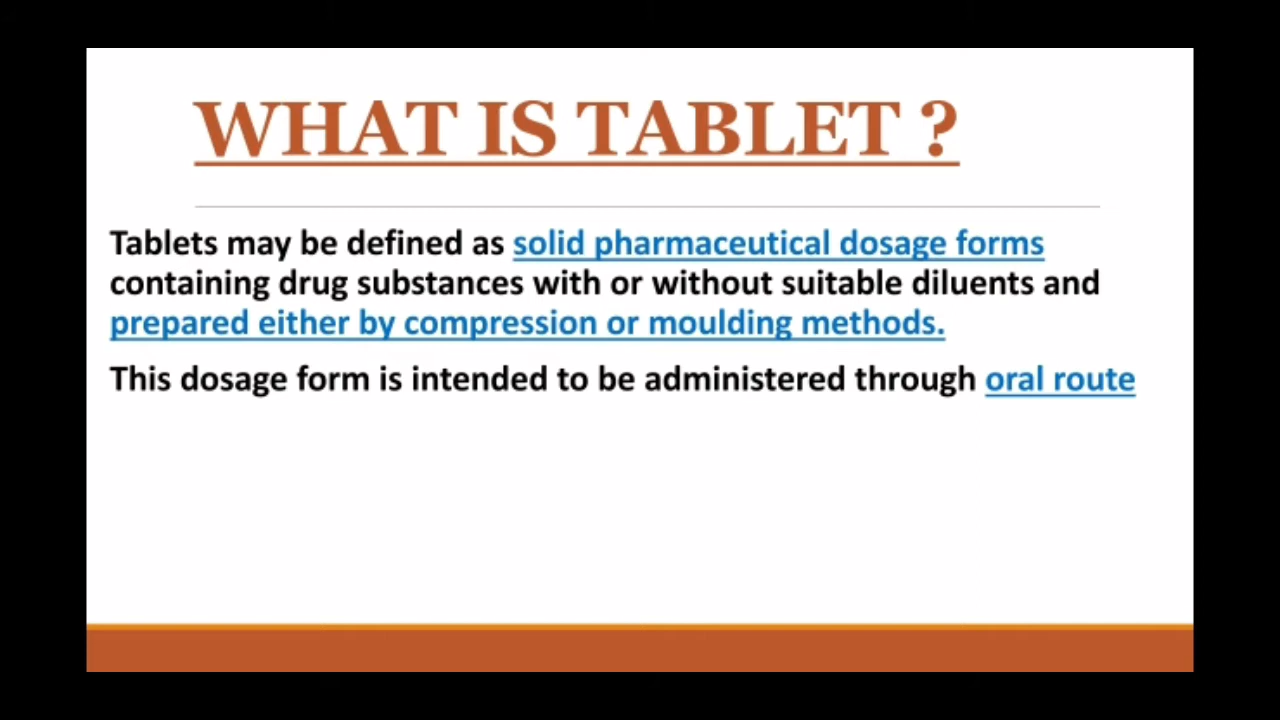 WHAT IS TABLET ?
Tablets may be defined as solid pharmaceutical dosage forms
containing drug substances with or without suitable diluents and
prepared either by compression or moulding methods.
This dosage form is intended to be administered through oral route